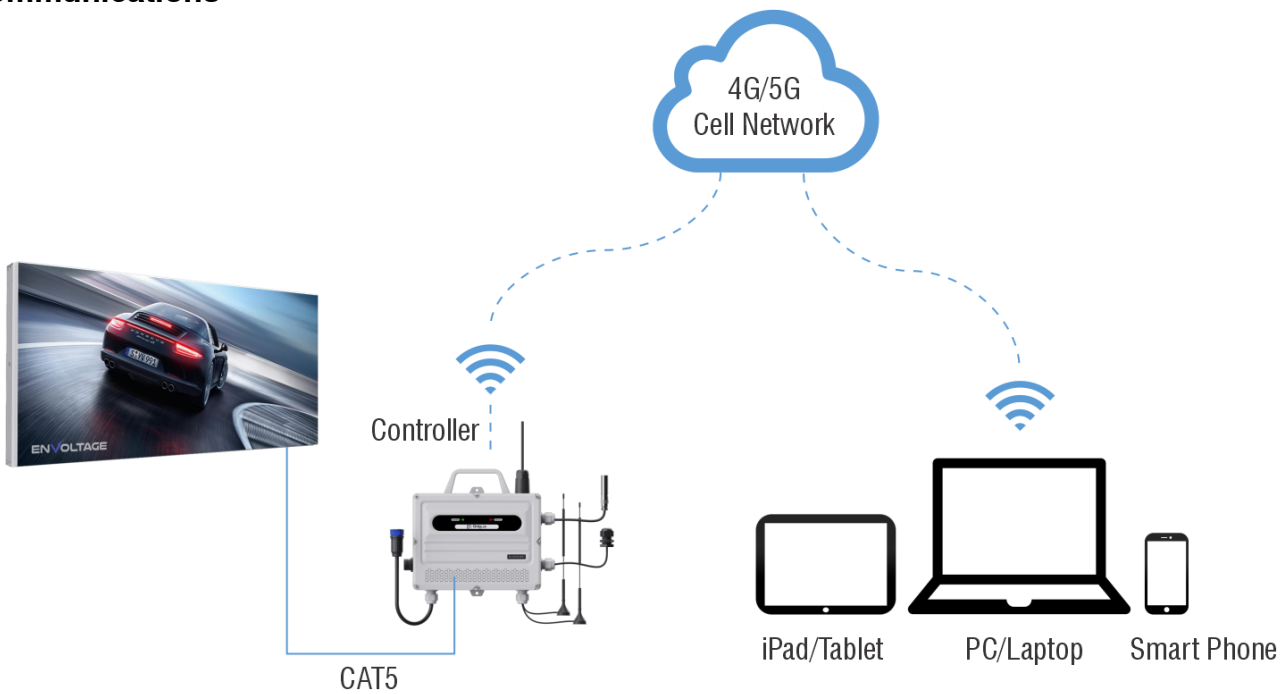 4G/5G
Cell Network
ENVOLTAGE
Controller
CAT5
iPad/Tablet
PC/Laptop
Smart Phone